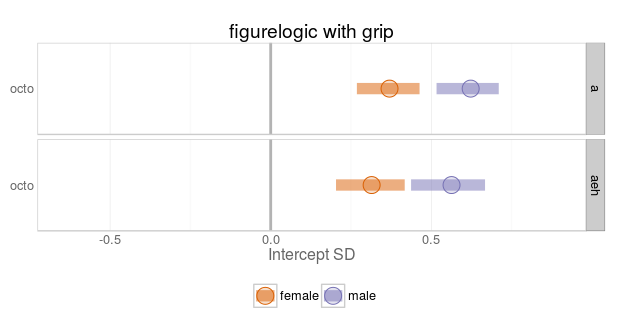 figurelogic with grip
octo
a
octo
aeh
-0.5 0.0 0.5
Intercept SD
female male